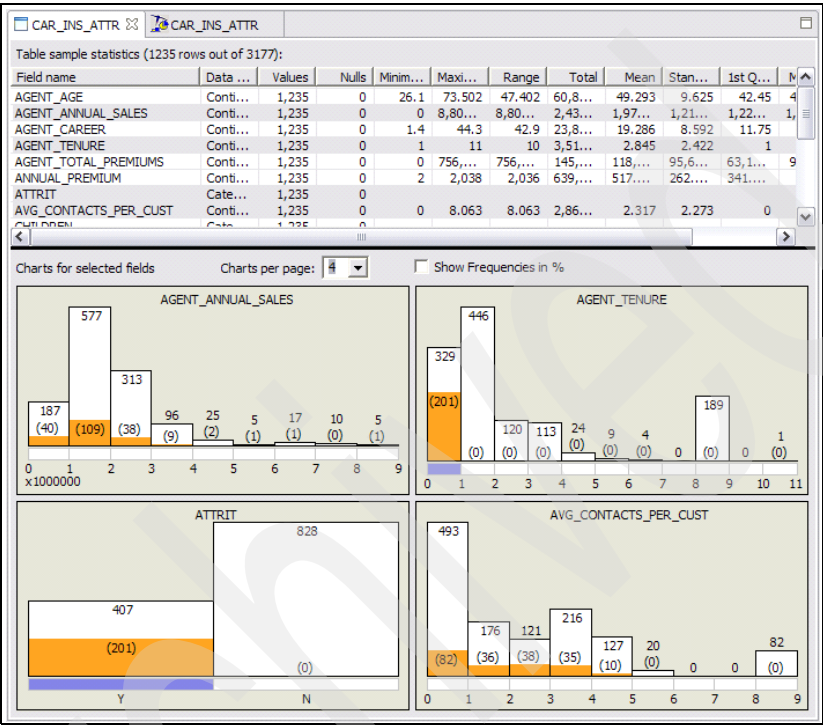 CAR_INS_ATTR CAR_INS_ATTR
Table sample statistics (1235 rows out of 3177):
Field name Data ... Values Nulls Minim... Maxi... Range Total Mean Stan... 1st Q... M
AGENT_AGE Conti... 1,235 0 26.1 73.502 47.402 60,8... 49.293 9.625 42.45 4
AGENT_ANNUAL_SALES Conti... 1,235 0 0 8,80... 8,80... 2,43... 1,97... 1,21... 1,22... 1,
AGENT_CAREER Conti... 1,235 0 1.4 44.3 42.9 23,8... 19.286 8.592 11.75
AGENT_TENURE Conti... 1,235 0 1 11 10 3,51... 2.845 2.422 1
AGENT_TOTAL_PREMIUMS Conti... 1,235 0 0 756,... 756,... 145,... 118,... 95,6... 63,1... 9
ANNUAL_PREMIUM Conti... 1,235 0 2 2,038 2,036 639,... 517.... 262.... 341....
ATTRIT Cate... 1,235 0
AVG_CONTACTS_PER_CUST Conti... 1,235 0 0 8.063 8.063 2,86... 2.317 2.273 0
CHILDREN Cate... 1,235 0
Charts for selected fields Charts per page: 4 Show Frequencies in %
AGENT_ANNUAL_SALES
577
313
187 96 25 5 17 10 5
(40) (109) (38) (9) (2) (1) (1) (0) (1)
0 1 2 3 4 5 6 7 8 9
x1000000
AGENT_TENURE
446
329
189
(201) 120 113 24 9 4 1
(0) (0) (0) (0) (0) (0) 0 (0) 0 (0)
0 1 2 3 4 5 6 7 8 9 10 11
ATTRIT
828
407
(201)
(0)
Y N
AVG_CONTACTS_PER_CUST
493
216
176 121 127 20 82
(82) (36) (38) (35) (10) (0) 0 0 (0)
0 1 2 3 4 5 6 7 8 9